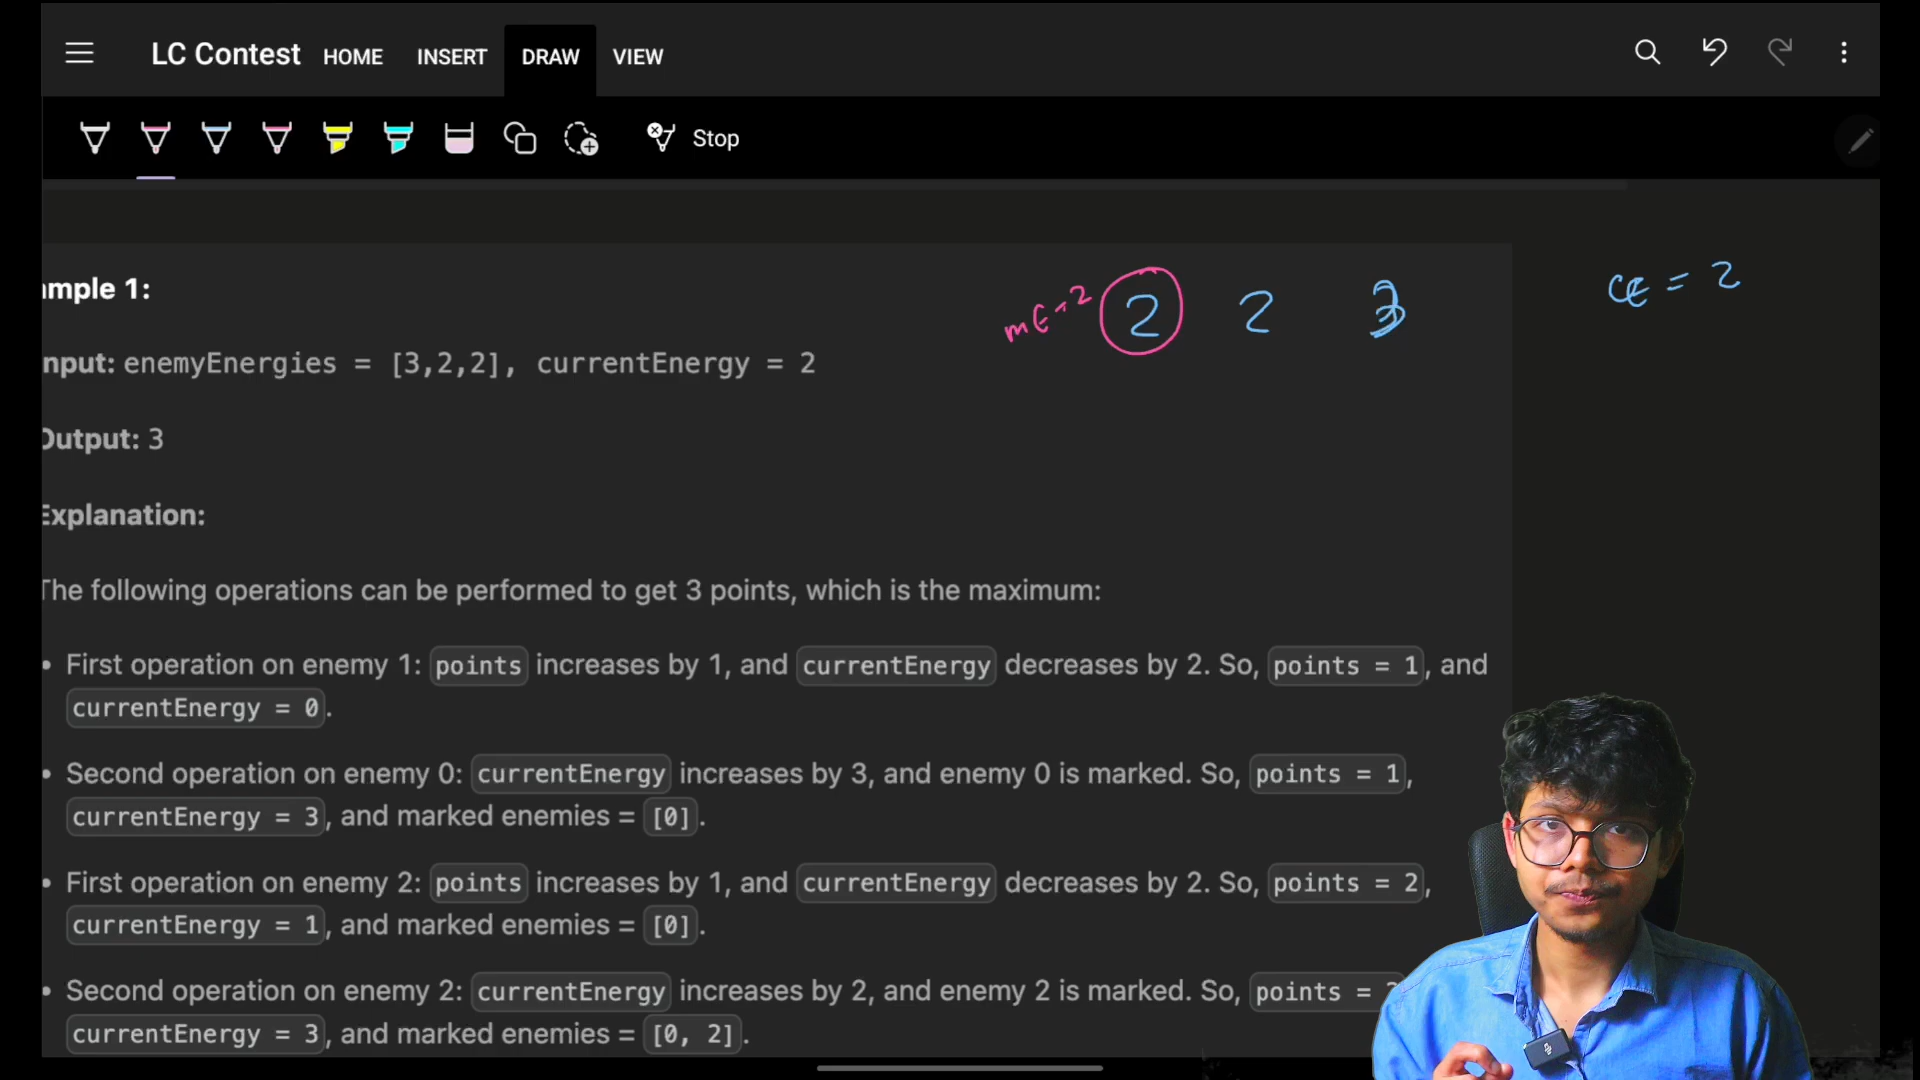 LC Contest HOME INSERT DRAW VIEW
Stop
mple 1:
mE=2 2 2 3 CE = 2
nput: enemyEnergies = [3,2,2], currentEnergy = 2
Output: 3
Explanation:
The following operations can be performed to get 3 points, which is the maximum:
• First operation on enemy 1: points increases by 1, and currentEnergy decreases by 2. So, points = 1, and
currentEnergy = 0.
• Second operation on enemy 0: currentEnergy increases by 3, and enemy 0 is marked. So, points = 1,
currentEnergy = 3, and marked enemies = [0].
• First operation on enemy 2: points increases by 1, and currentEnergy decreases by 2. So, points = 2,
currentEnergy = 1, and marked enemies = [0].
• Second operation on enemy 2: currentEnergy increases by 2, and enemy 2 is marked. So, points =
currentEnergy = 3, and marked enemies = [0, 2].